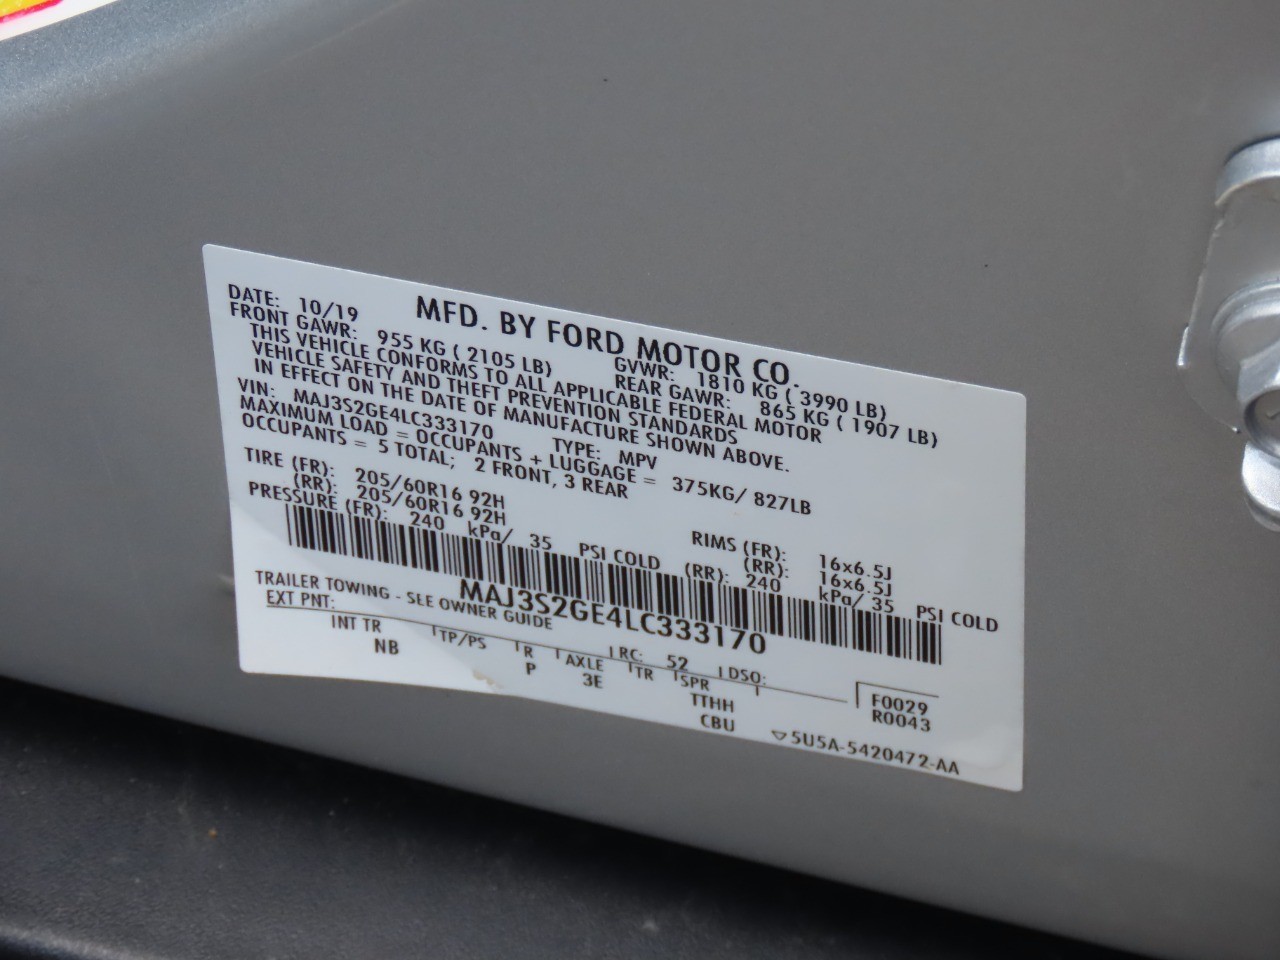 DATE: 10/19 MFD. BY FORD MOTOR CO.
FRONT GAWR: 955 KG ( 2105 LB) GVWR: 1810 KG ( 3990 LB)
REAR GAWR: 865 KG ( 1907 LB)
THIS VEHICLE CONFORMS TO ALL APPLICABLE FEDERAL MOTOR
VEHICLE SAFETY AND THEFT PREVENTION STANDARDS
IN EFFECT ON THE DATE OF MANUFACTURE SHOWN ABOVE.
VIN: MAJ3S2GE4LC333170 TYPE: MPV
MAXIMUM LOAD = OCCUPANTS + LUGGAGE = 375KG/ 827LB
OCCUPANTS = 5 TOTAL; 2 FRONT, 3 REAR
TIRE (FR): 205/60R16 92H RIMS (FR): 16x6.5J
(RR): 205/60R16 92H (RR): 16x6.5J
PRESSURE (FR): 240 kPa/ 35 PSI COLD (RR): 240 kPa/ 35 PSI COLD
MAJ3S2GE4LC333170
TRAILER TOWING - SEE OWNER GUIDE
EXT PNT: RC: 52 DSO:
INT TR TP/PS R AXLE TR SPR F0029
NB P 3E TTHH R0043
CBU ▽5U5A-5420472-AA